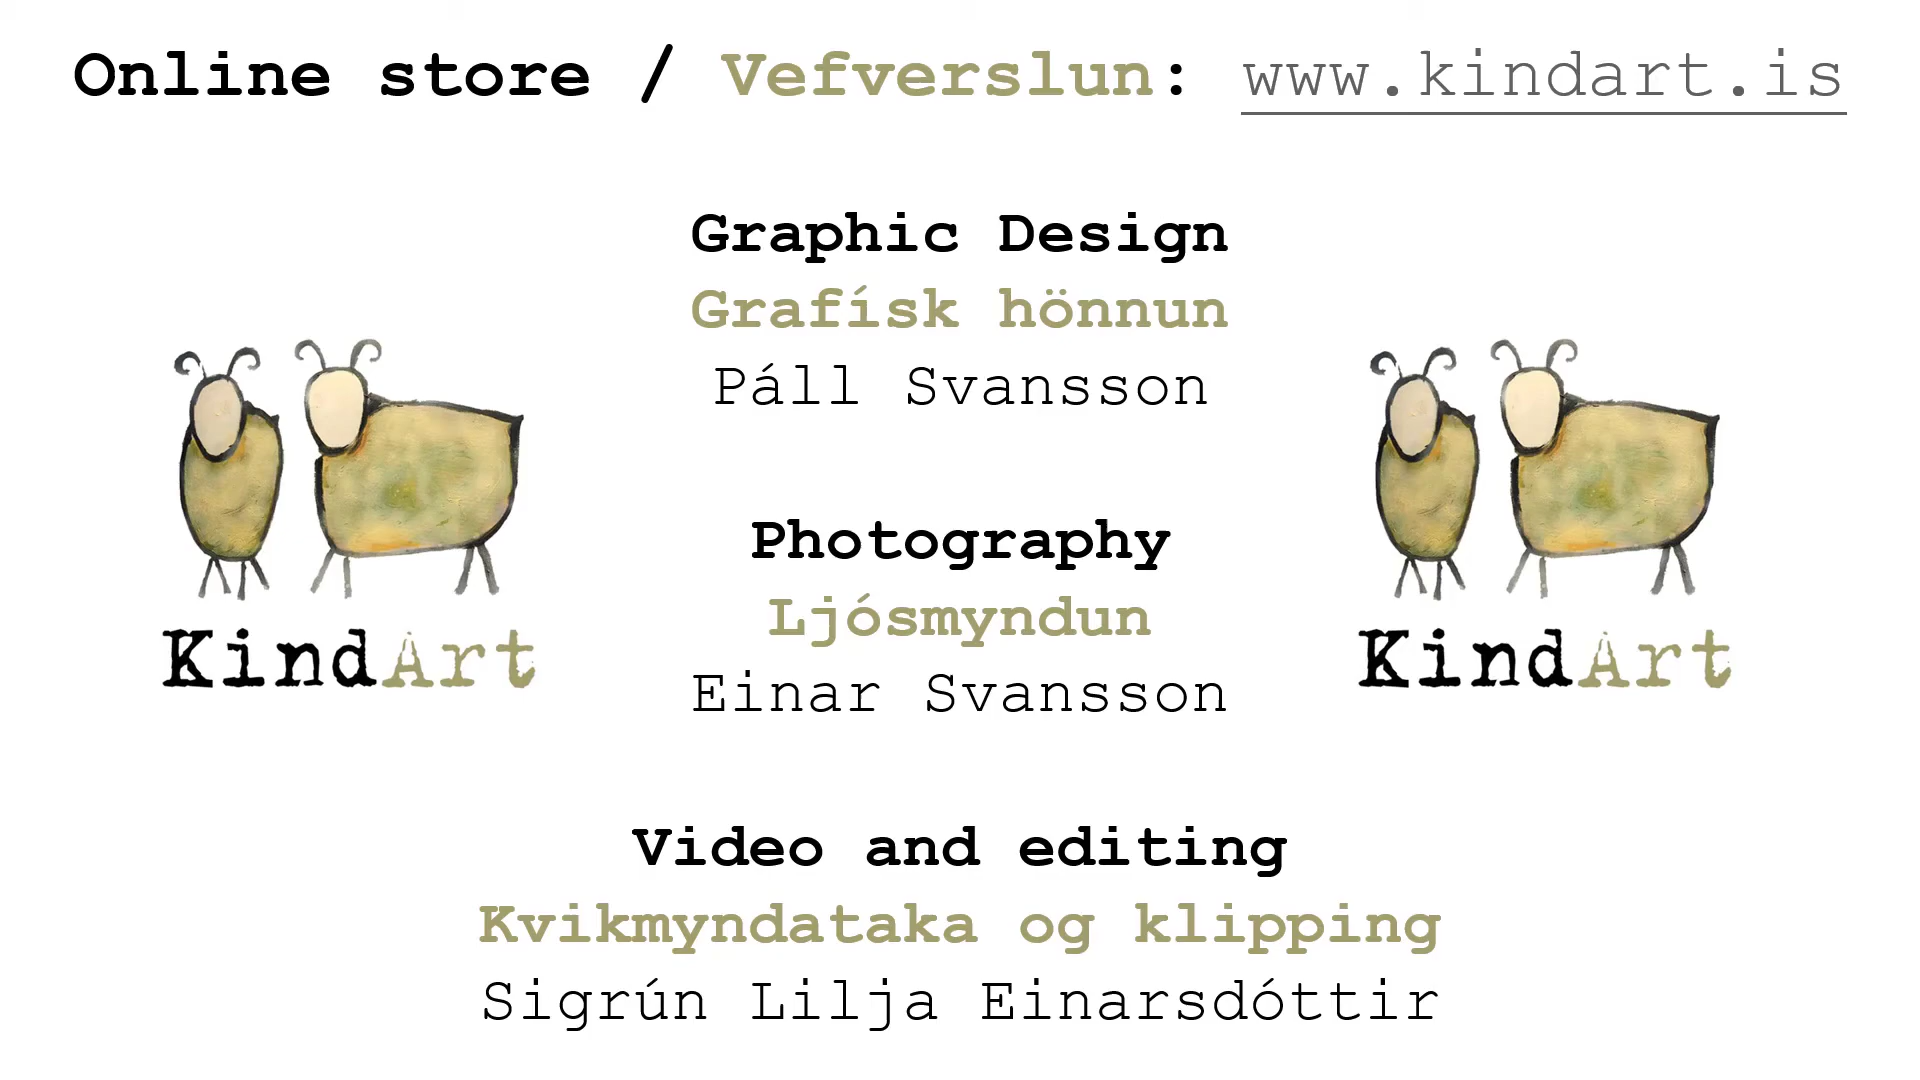 Online store / Vefverslun: www.kindart.is
Graphic Design
Grafísk hönnun
Páll Svansson
Photography
Ljósmyndun
Einar Svansson
KindArt
KindArt
Video and editing
Kvikmyndataka og klipping
Sigrún Lilja Einarsdóttir